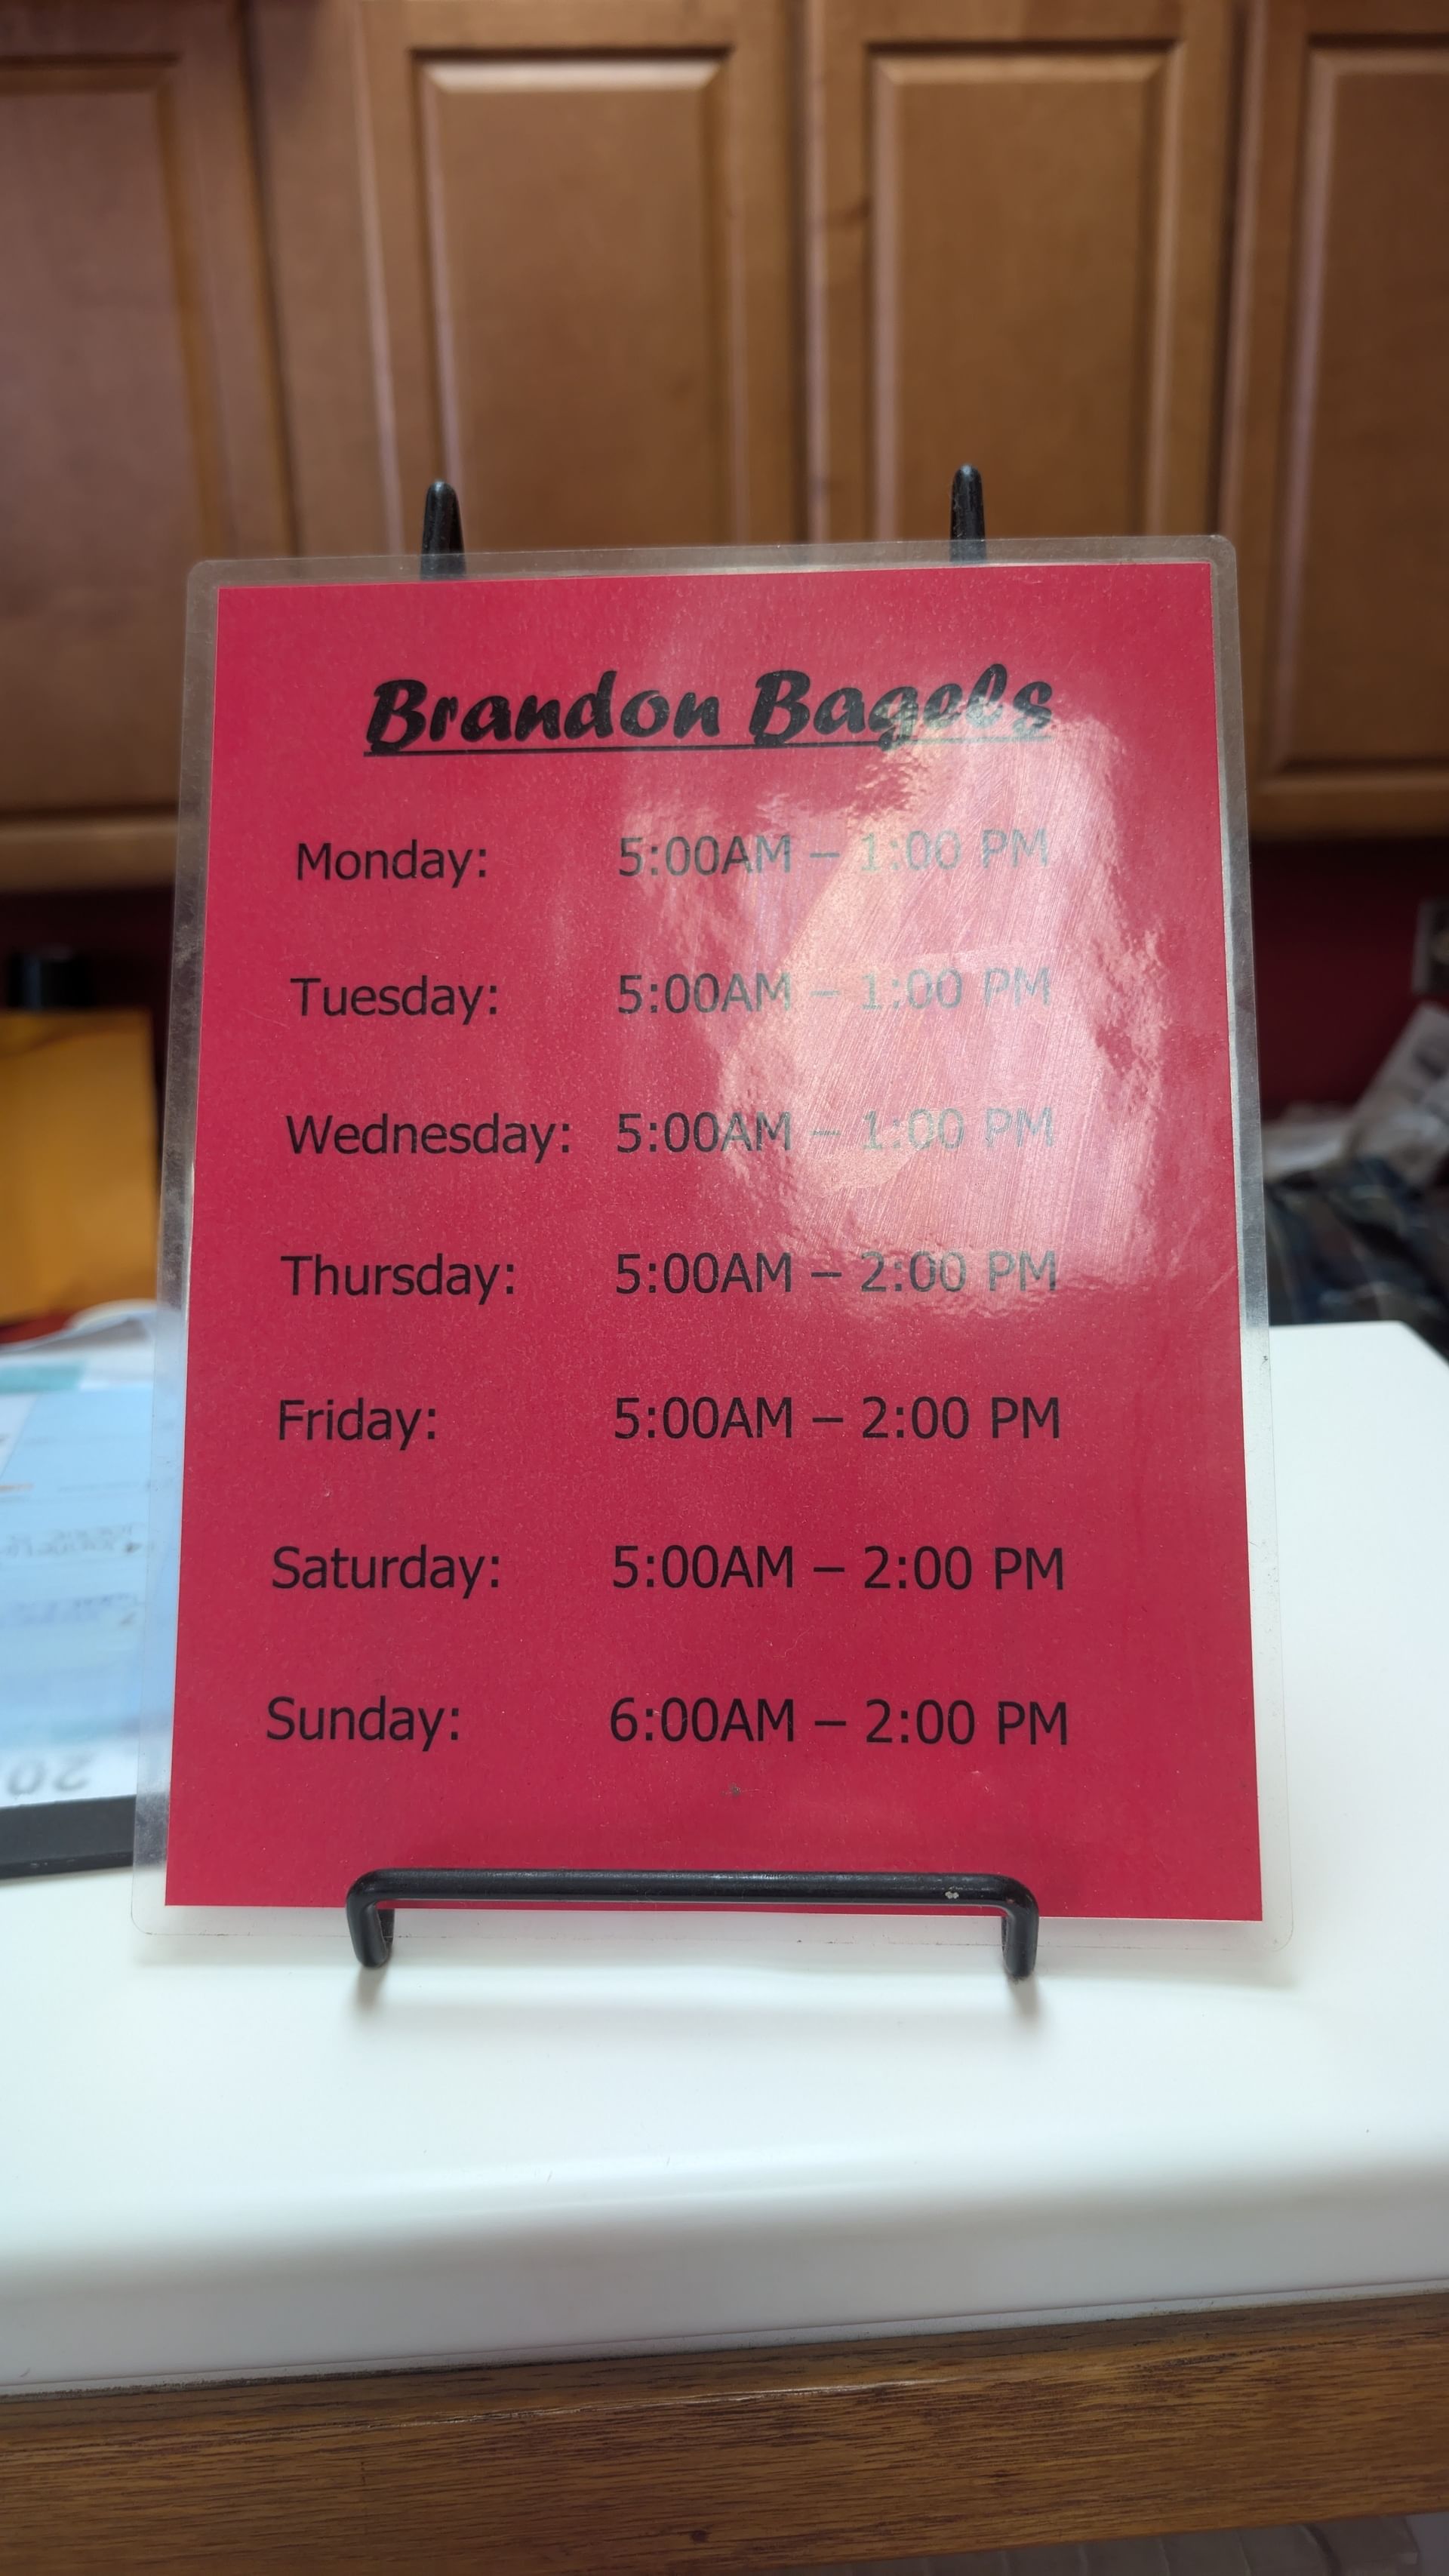 Brandon Bagels
Monday: 5:00AM – 1:00 PM
Tuesday: 5:00AM – 1:00 PM
Wednesday: 5:00AM – 1:00 PM
Thursday: 5:00AM – 2:00 PM
Friday: 5:00AM – 2:00 PM
Saturday: 5:00AM – 2:00 PM
Sunday: 6:00AM – 2:00 PM
20